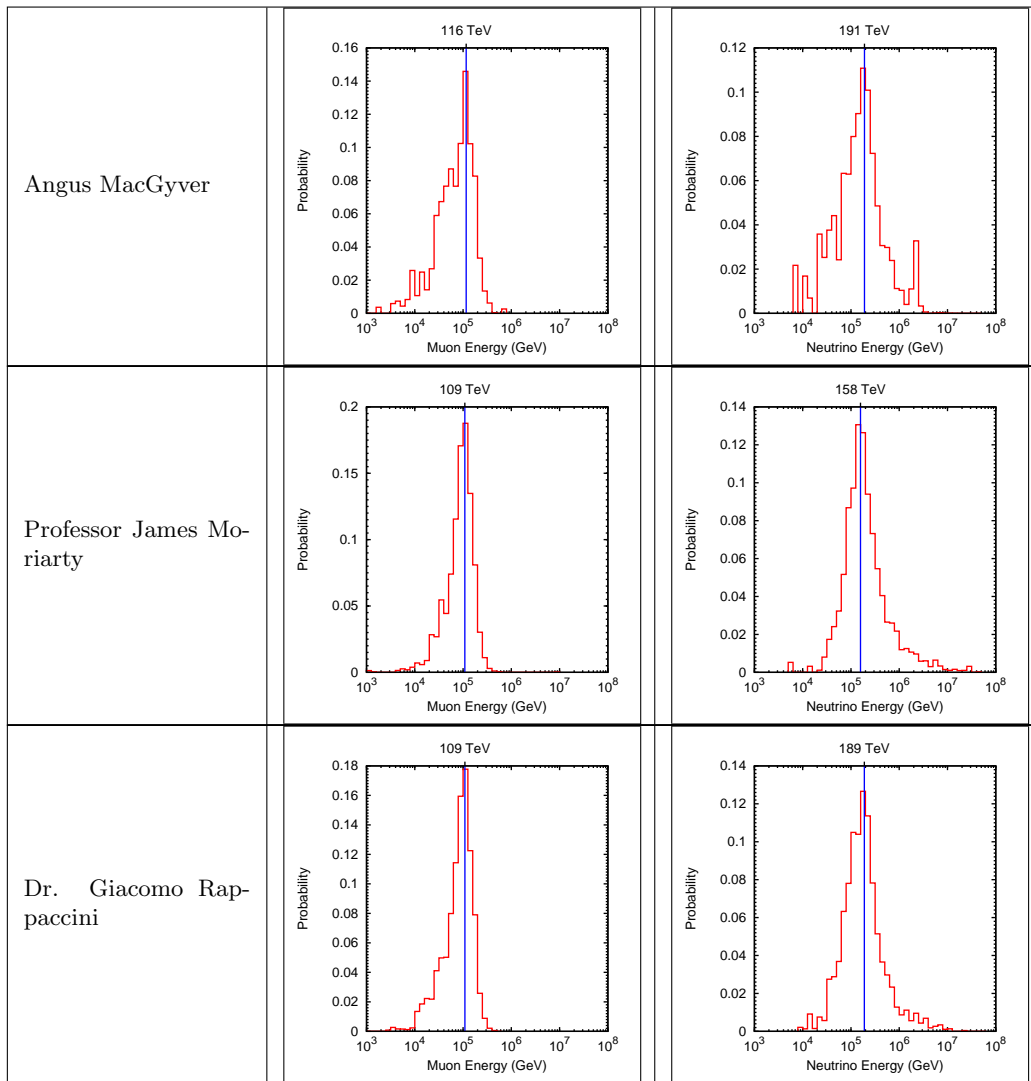 Angus MacGyver
116 TeV
0.16
0.14
0.12
0.1
0.08
0.06
0.04
0.02
0
Probability
10^3 10^4 10^5 10^6 10^7 10^8
Muon Energy (GeV)
191 TeV
0.12
0.1
0.08
0.06
0.04
0.02
0
Probability
10^3 10^4 10^5 10^6 10^7 10^8
Neutrino Energy (GeV)
Professor James Mo-
riarty
109 TeV
0.2
0.15
0.1
0.05
0
Probability
10^3 10^4 10^5 10^6 10^7 10^8
Muon Energy (GeV)
158 TeV
0.14
0.12
0.1
0.08
0.06
0.04
0.02
0
Probability
10^3 10^4 10^5 10^6 10^7 10^8
Neutrino Energy (GeV)
Dr. Giacomo Rap-
paccini
109 TeV
0.18
0.16
0.14
0.12
0.1
0.08
0.06
0.04
0.02
0
Probability
10^3 10^4 10^5 10^6 10^7 10^8
Muon Energy (GeV)
189 TeV
0.14
0.12
0.1
0.08
0.06
0.04
0.02
0
Probability
10^3 10^4 10^5 10^6 10^7 10^8
Neutrino Energy (GeV)